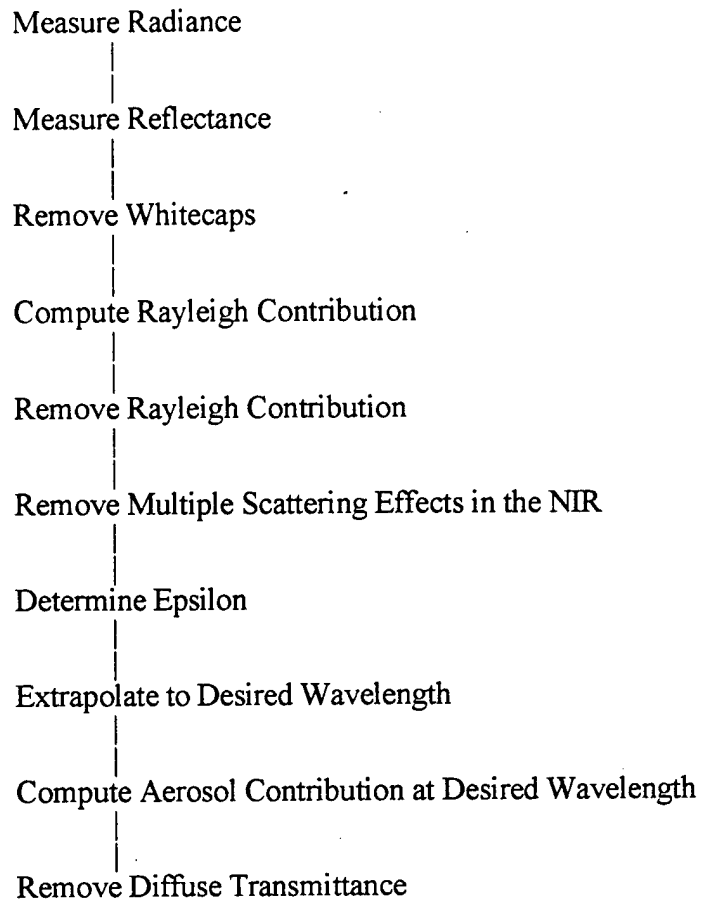 Measure Radiance
Measure Reflectance
Remove Whitecaps
Compute Rayleigh Contribution
Remove Rayleigh Contribution
Remove Multiple Scattering Effects in the NIR
Determine Epsilon
Extrapolate to Desired Wavelength
Compute Aerosol Contribution at Desired Wavelength
Remove Diffuse Transmittance